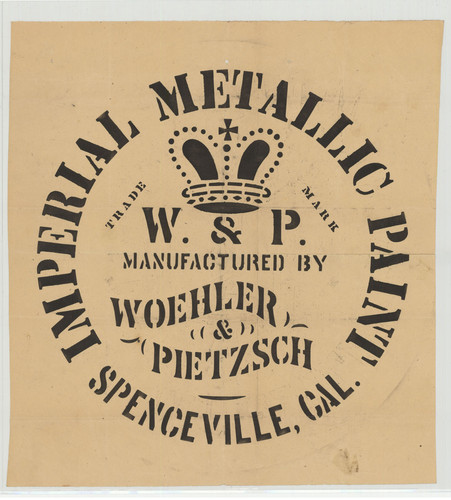 IMPERIAL METALLIC PAINT
TRADE MARK
W. & P.
MANUFACTURED BY
WOEHLER
&
PIETZSCH
SPENCEVILLE, CAL.